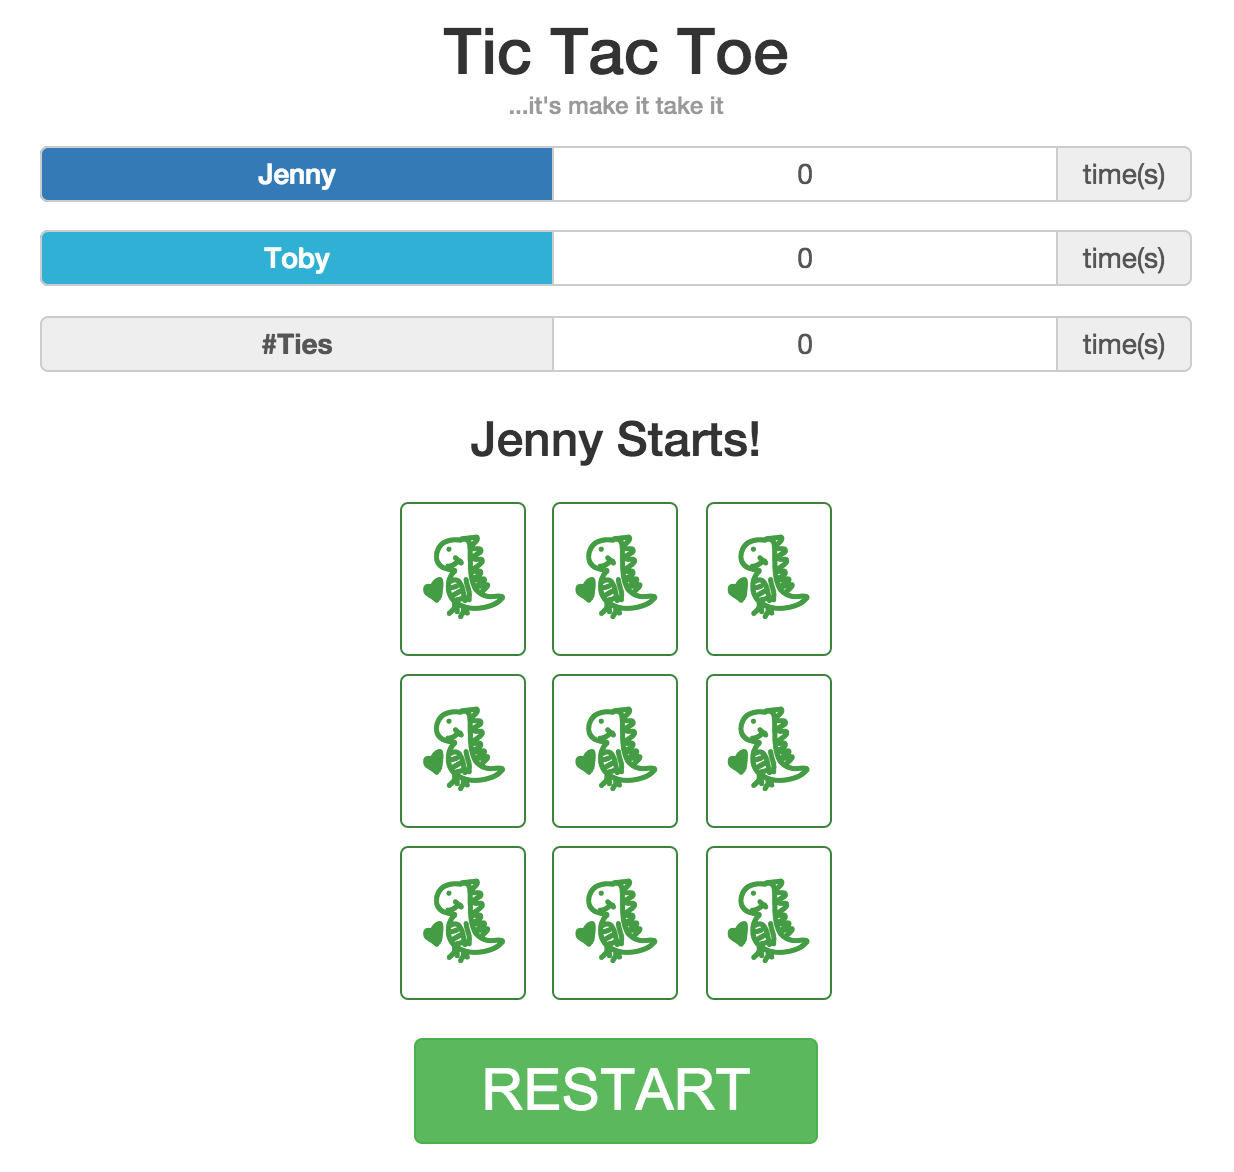 Tic Tac Toe
...it's make it take it
Jenny 0 time(s)
Toby 0 time(s)
#Ties 0 time(s)
Jenny Starts!
RESTART